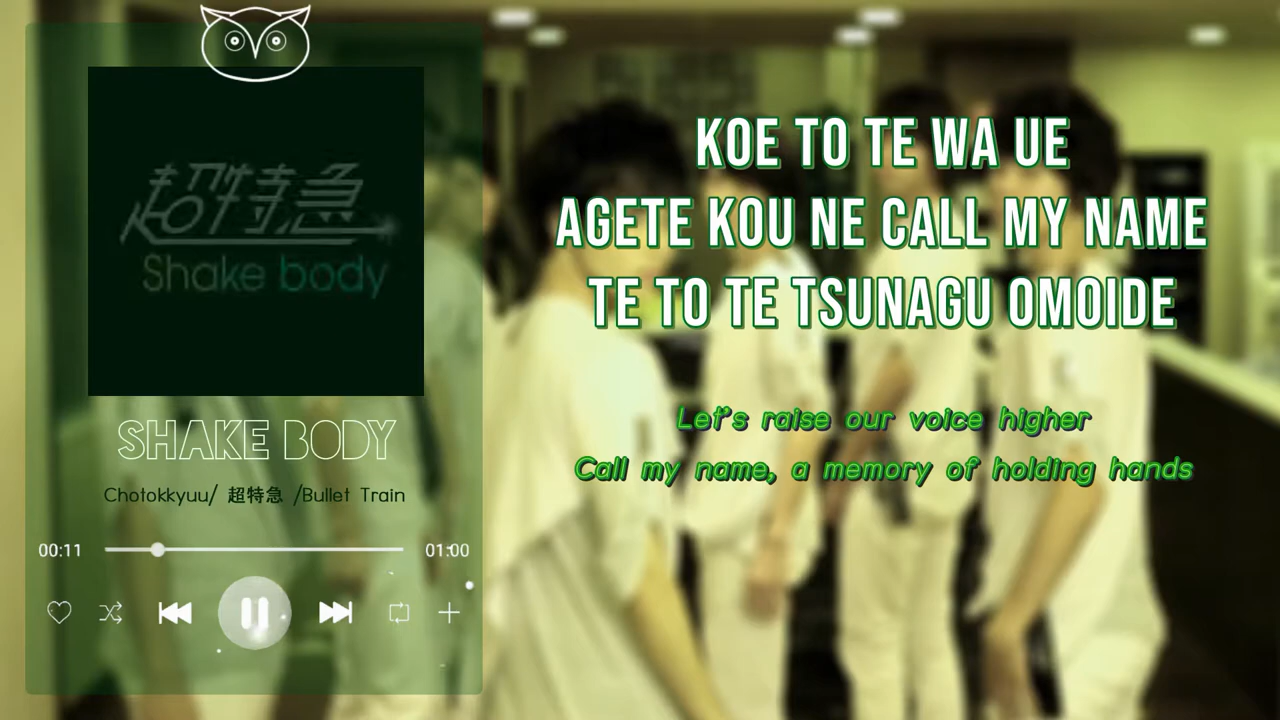 超特急
Shake body
SHAKE BODY
Chotokkyuu/ 超特急 /Bullet Train
00:11
01:00
KOE TO TE WA UE
AGETE KOU NE CALL MY NAME
TE TO TE TSUNAGU OMOIDE
Let's raise our voice higher
Call my name, a memory of holding hands